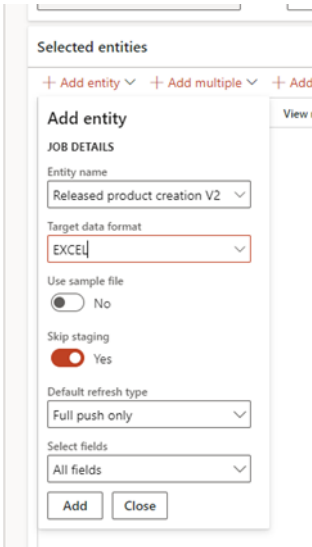 Selected entities
+ Add entity + Add multiple + Add
Add entity
View
JOB DETAILS
Entity name
Released product creation V2
Target data format
EXCEL
Use sample file
No
Skip staging
Yes
Default refresh type
Full push only
Select fields
All fields
Add Close